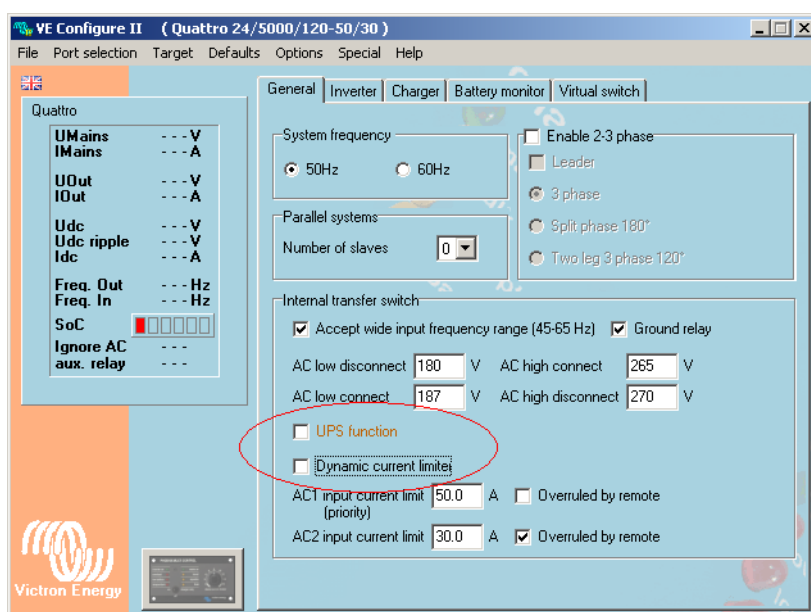 VE Configure II ( Quattro 24/5000/120-50/30 )
File Port selection Target Defaults Options Special Help
General Inverter Charger Battery monitor Virtual switch
Quattro
UMains - - - V
IMains - - - A
UOut - - - V
IOut - - - A
Udc - - - V
Udc ripple - - - V
Idc - - - A
Freq. Out - - - Hz
Freq. In - - - Hz
SoC
Ignore AC - - -
aux. relay - - -
System frequency
50Hz 60Hz
Parallel systems
Number of slaves 0
Enable 2-3 phase
Leader
3 phase
Split phase 180°
Two leg 3 phase 120°
Internal transfer switch
Accept wide input frequency range (45-65 Hz) Ground relay
AC low disconnect 180 V AC high connect 265 V
AC low connect 187 V AC high disconnect 270 V
UPS function
Dynamic current limiter
AC1 input current limit 50.0 A Overruled by remote
(priority)
AC2 input current limit 30.0 A Overruled by remote
Victron Energy